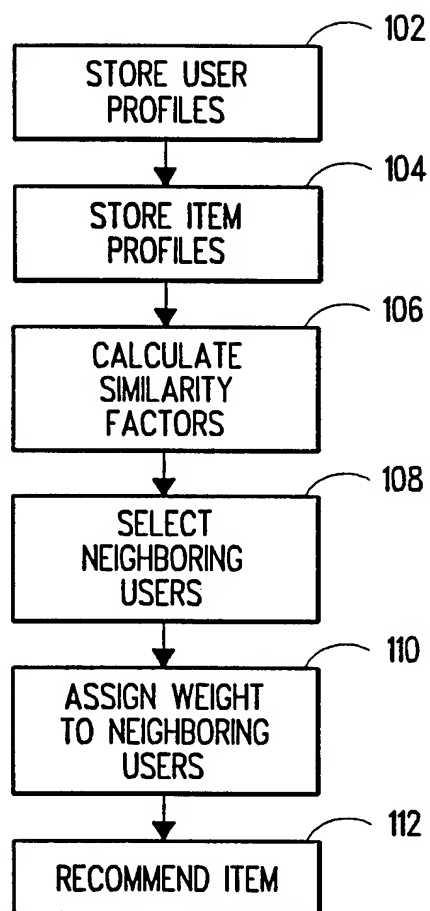 102
STORE USER
PROFILES
104
STORE ITEM
PROFILES
106
CALCULATE
SIMILARITY
FACTORS
108
SELECT
NEIGHBORING
USERS
110
ASSIGN WEIGHT
TO NEIGHBORING
USERS
112
RECOMMEND ITEM